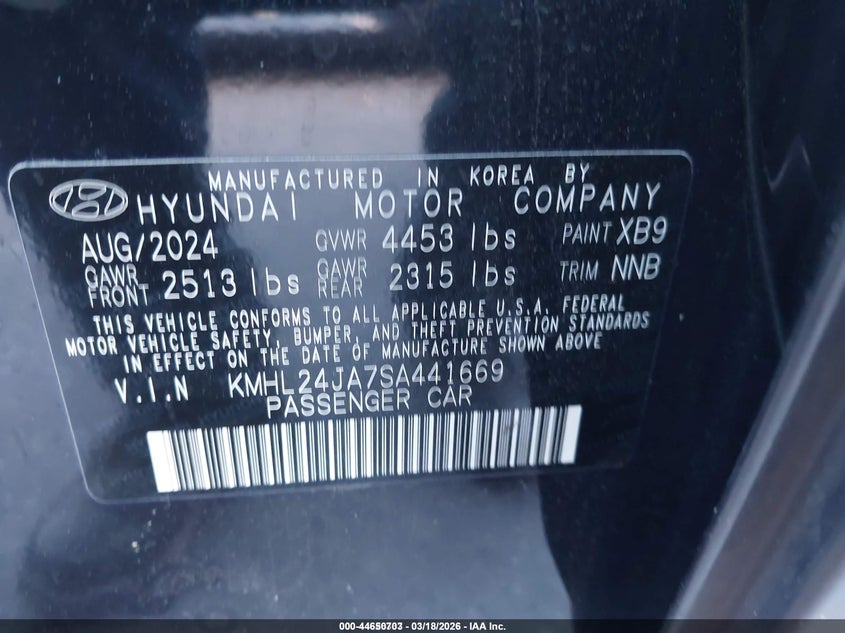 MANUFACTURED IN KOREA BY
HYUNDAI MOTOR COMPANY
AUG/2024 GVWR 4453 lbs PAINT XB9
GAWR FRONT 2513 lbs GAWR REAR 2315 lbs TRIM NNB
THIS VEHICLE CONFORMS TO ALL APPLICABLE U.S.A. FEDERAL
MOTOR VEHICLE SAFETY, BUMPER, AND THEFT PREVENTION STANDARDS
IN EFFECT ON THE DATE OF MANUFACTURE SHOWN ABOVE
V.I.N KMHL24JA7SA441669
PASSENGER CAR
000-44650703 - 03/18/2026 - IAA Inc.